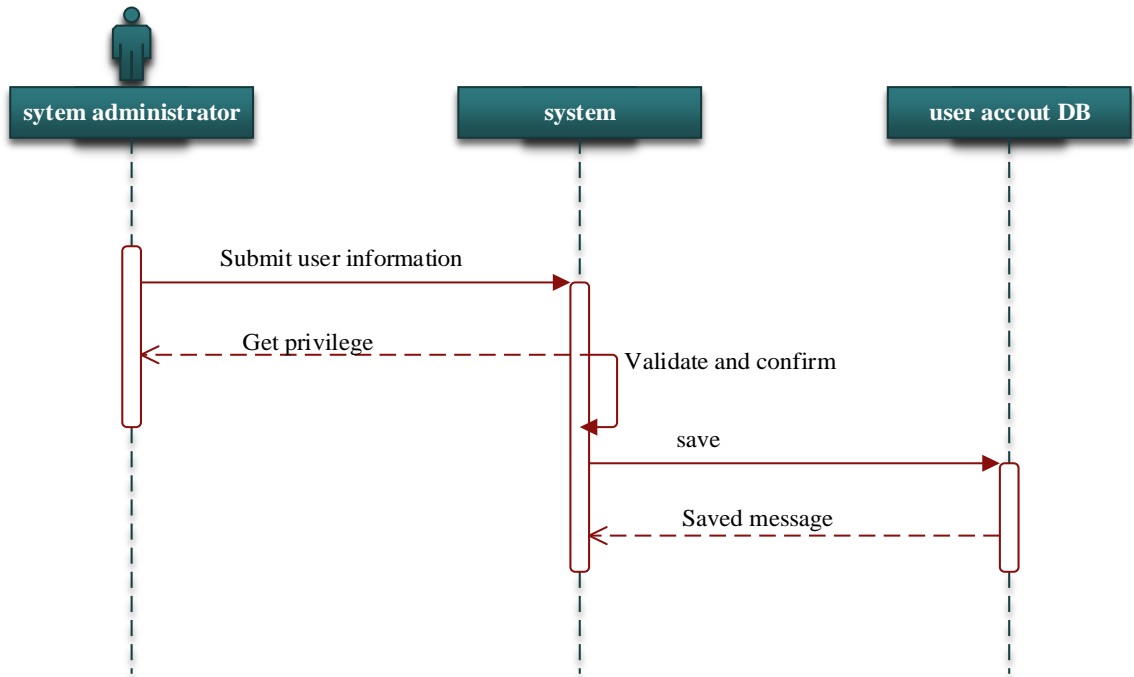 sytem administrator
system
user accout DB
Submit user information
Get privilege
Validate and confirm
save
Saved message